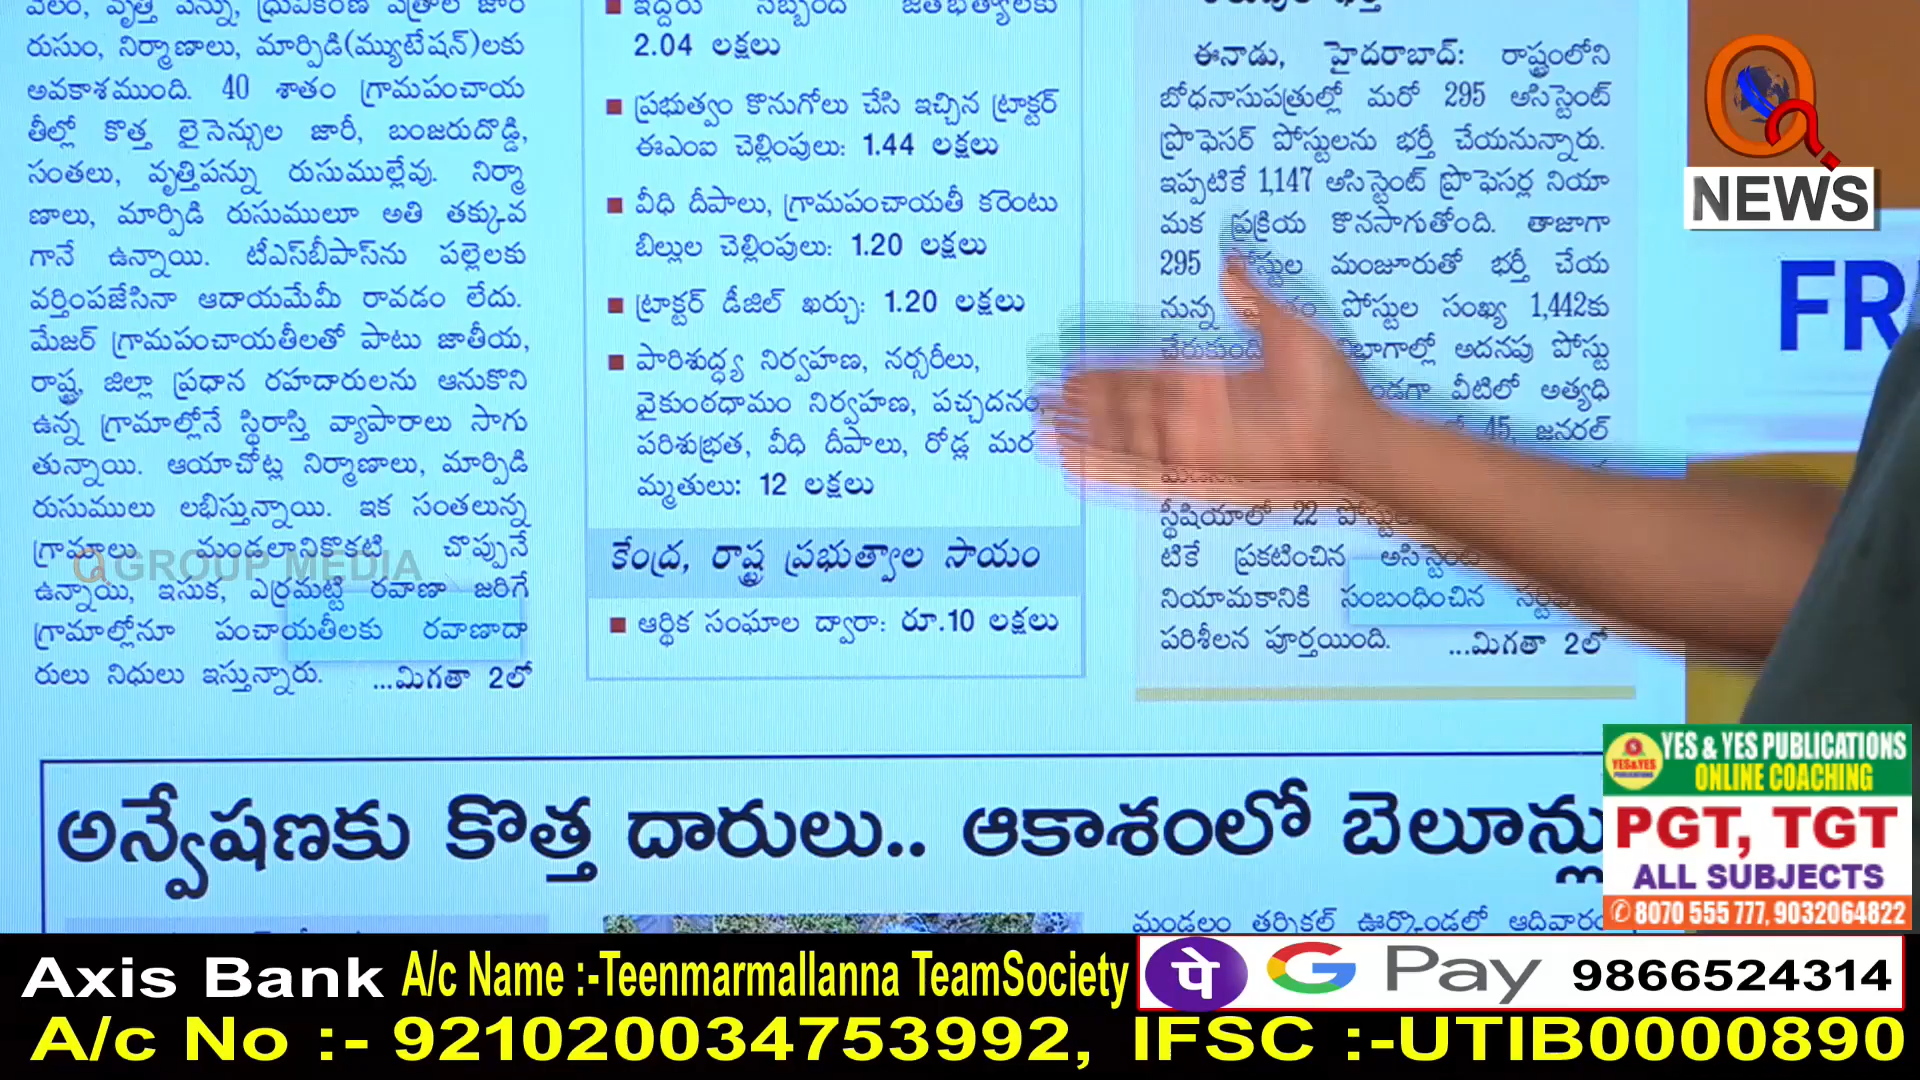 రుసుం, నిర్మాణాలు, మార్పిడి(మ్యుటేషన్)లకు
అవకాశముంది. 40 శాతం గ్రామపంచాయ
తీల్లో కొత్త లైసెన్సుల జారీ, బంజరుదొడ్డి,
సంతలు, వృత్తిపన్ను రుసుముల్లేవు. నిర్మా
ణాలు, మార్పిడి రుసుములూ అతి తక్కువ
గానే ఉన్నాయి. టీఎస్‌బీపాస్‌ను పల్లెలకు
వర్తింపజేసినా ఆదాయమేమీ రావడం లేదు.
మేజర్ గ్రామపంచాయతీలతో పాటు జాతీయ,
రాష్ట్ర, జిల్లా ప్రధాన రహదారులను ఆనుకొని
ఉన్న గ్రామాల్లోనే స్థిరాస్తి వ్యాపారాలు సాగు
తున్నాయి. ఆయాచోట్ల నిర్మాణాలు, మార్పిడి
రుసుములు లభిస్తున్నాయి. ఇక సంతలున్న
గ్రామాలు మండలానికొకటి చొప్పునే
ఉన్నాయి, ఇసుక, ఎర్రమట్టి రవాణా జరిగే
గ్రామాల్లోనూ పంచాయతీలకు రవాణాదా
రులు నిధులు ఇస్తున్నారు. ...మిగతా 2లో
Q GROUP MEDIA
2.04 లక్షలు
■ ప్రభుత్వం కొనుగోలు చేసి ఇచ్చిన ట్రాక్టర్
ఈఎంఐ చెల్లింపులు: 1.44 లక్షలు
■ వీధి దీపాలు, గ్రామపంచాయతీ కరెంటు
బిల్లుల చెల్లింపులు: 1.20 లక్షలు
■ ట్రాక్టర్ డీజిల్ ఖర్చు: 1.20 లక్షలు
■ పారిశుద్ధ్య నిర్వహణ, నర్సరీలు,
వైకుంఠధామం నిర్వహణ, పచ్చదనం,
పరిశుభ్రత, వీధి దీపాలు, రోడ్ల మర
మ్మతులు: 12 లక్షలు
కేంద్ర, రాష్ట్ర ప్రభుత్వాల సాయం
■ ఆర్థిక సంఘాల ద్వారా: రూ.10 లక్షలు
ఈనాడు, హైదరాబాద్: రాష్ట్రంలోని
బోధనాసుపత్రుల్లో మరో 295 అసిస్టెంట్
ప్రొఫెసర్ పోస్టులను భర్తీ చేయనున్నారు.
ఇప్పటికే 1,147 అసిస్టెంట్ ప్రొఫెసర్ల నియా
మక ప్రక్రియ కొనసాగుతోంది. తాజాగా
295 పోస్టుల మంజూరుతో భర్తీ చేయ
నున్న పోస్టుల సంఖ్య 1,442కు
అదనపు పోస్టు
వీటిలో అత్యధి
45, జనరల్
స్థీషియాలో 22
టికే ప్రకటించిన అసిస్టెంట్
నియామకానికి సంబంధించిన
పరిశీలన పూర్తయింది. ...మిగతా 2లో
అన్వేషణకు కొత్త దారులు.. ఆకాశంలో బెలూన్లు
మండలం తర్నికల్ ఊర్కొండలో ఆదివారం
Q
NEWS
FR
YES & YES PUBLICATIONS
ONLINE COACHING
PGT, TGT
ALL SUBJECTS
8070 555 777, 9032064822
Axis Bank A/c Name :-Teenmarmallanna TeamSociety
पे G Pay 9866524314
A/c No :- 921020034753992, IFSC :-UTIB0000890